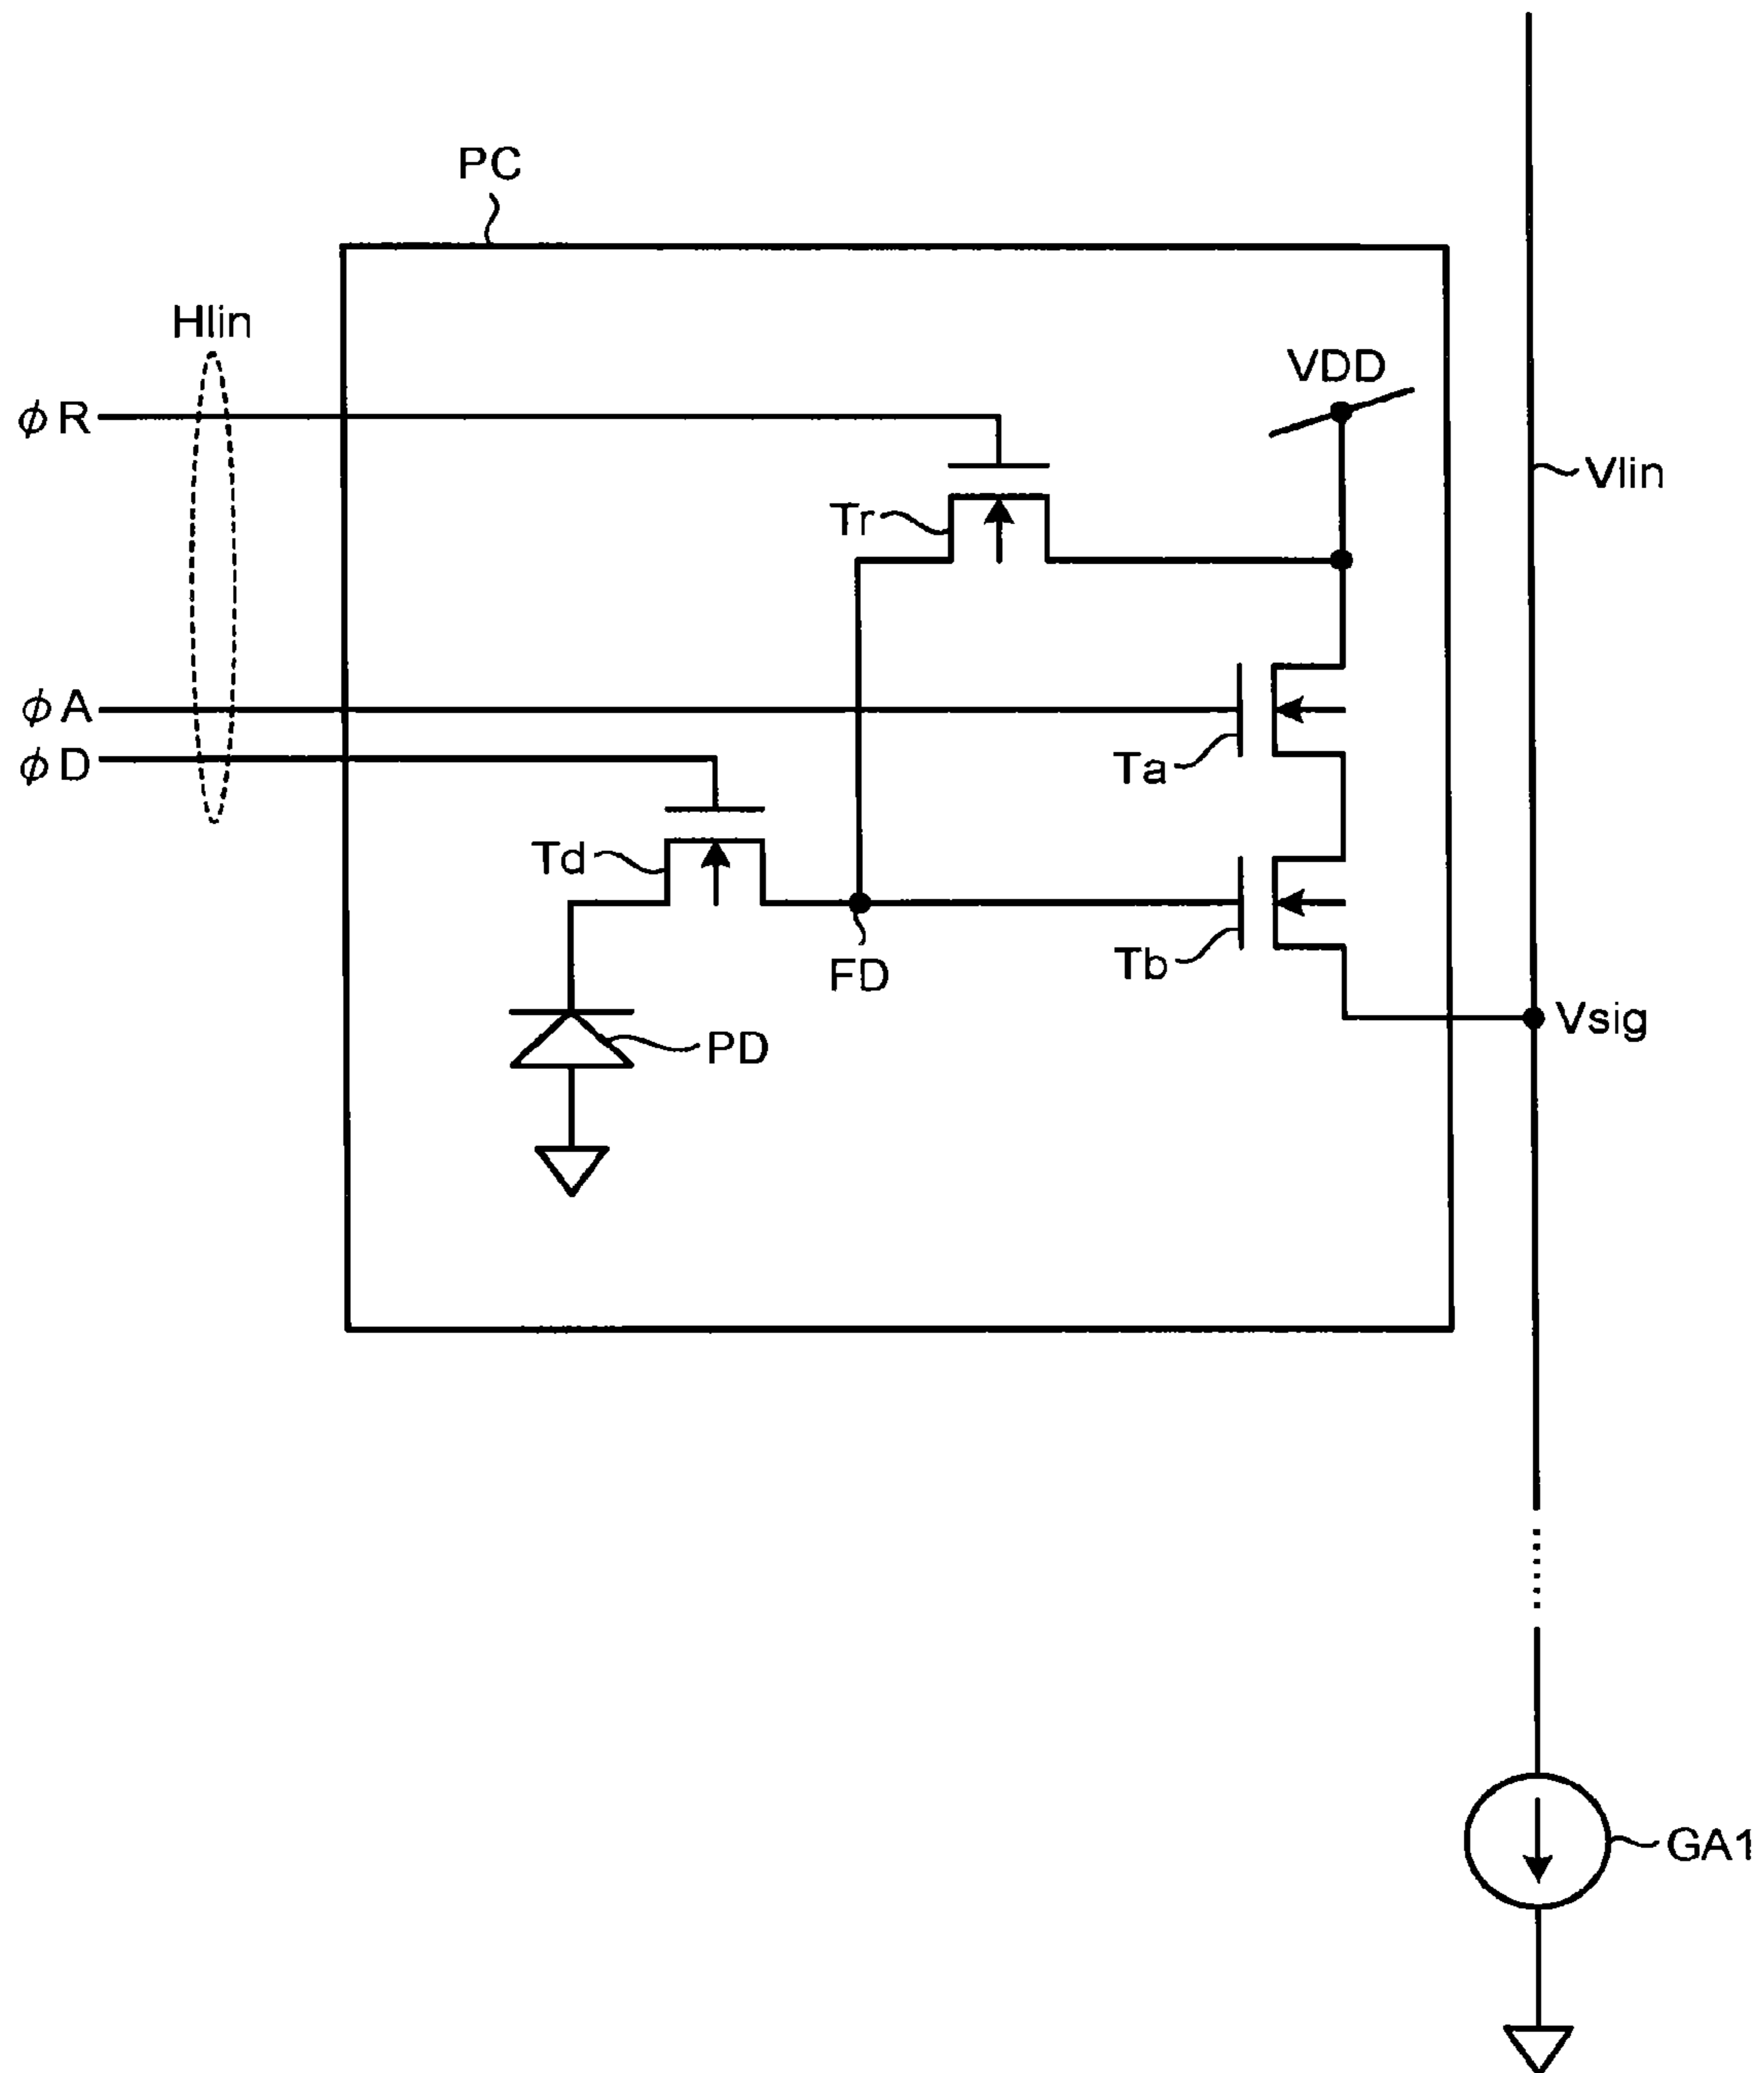 PC
Hlin
VDD
ϕR
Vlin
Tr
ϕA
ϕD
Ta
Td
Tb
FD
Vsig
PD
GA1